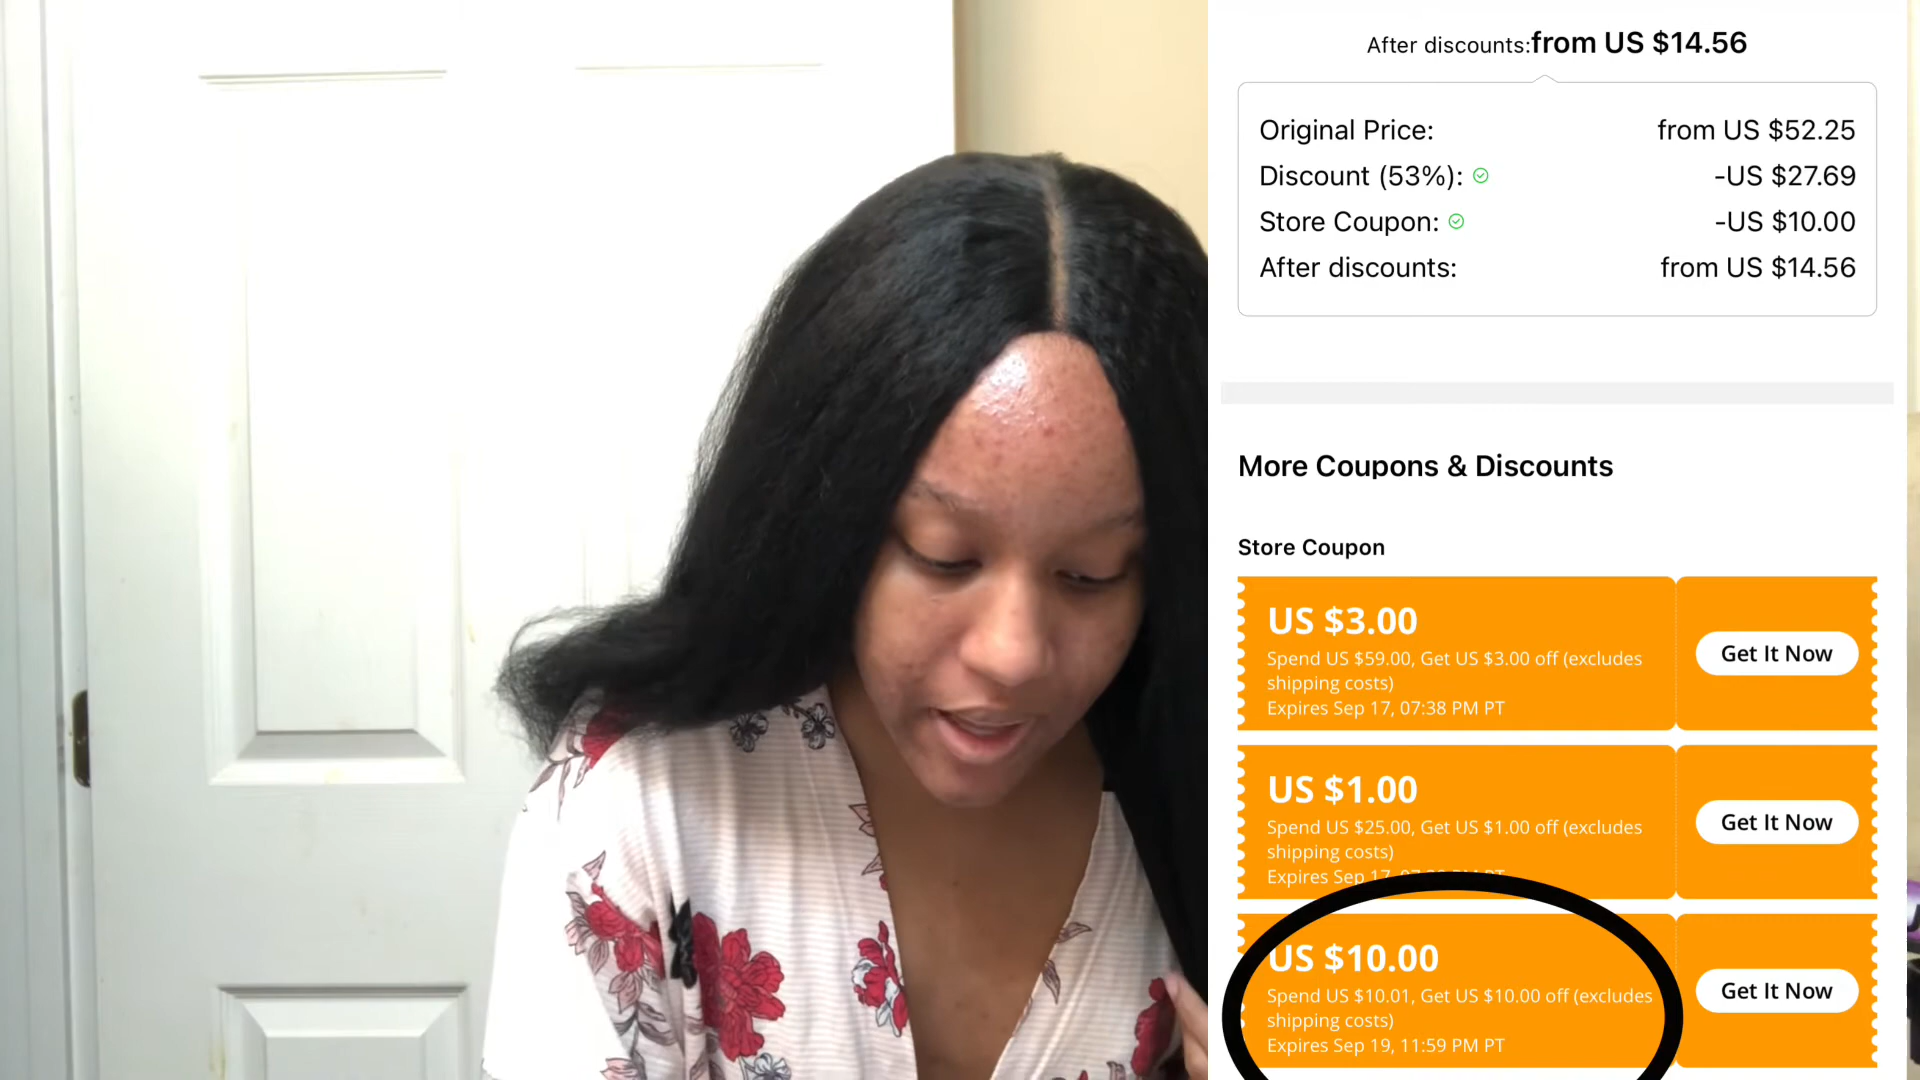 After discounts:from US $14.56
Original Price: from US $52.25
Discount (53%): -US $27.69
Store Coupon: -US $10.00
After discounts: from US $14.56
More Coupons & Discounts
Store Coupon
US $3.00
Spend US $59.00, Get US $3.00 off (excludes
shipping costs)
Expires Sep 17, 07:38 PM PT
Get It Now
US $1.00
Spend US $25.00, Get US $1.00 off (excludes
shipping costs)
Expires Sep 17, PT
Get It Now
US $10.00
Spend US $10.01, Get US $10.00 off (excludes
shipping costs)
Expires Sep 19, 11:59 PM PT
Get It Now